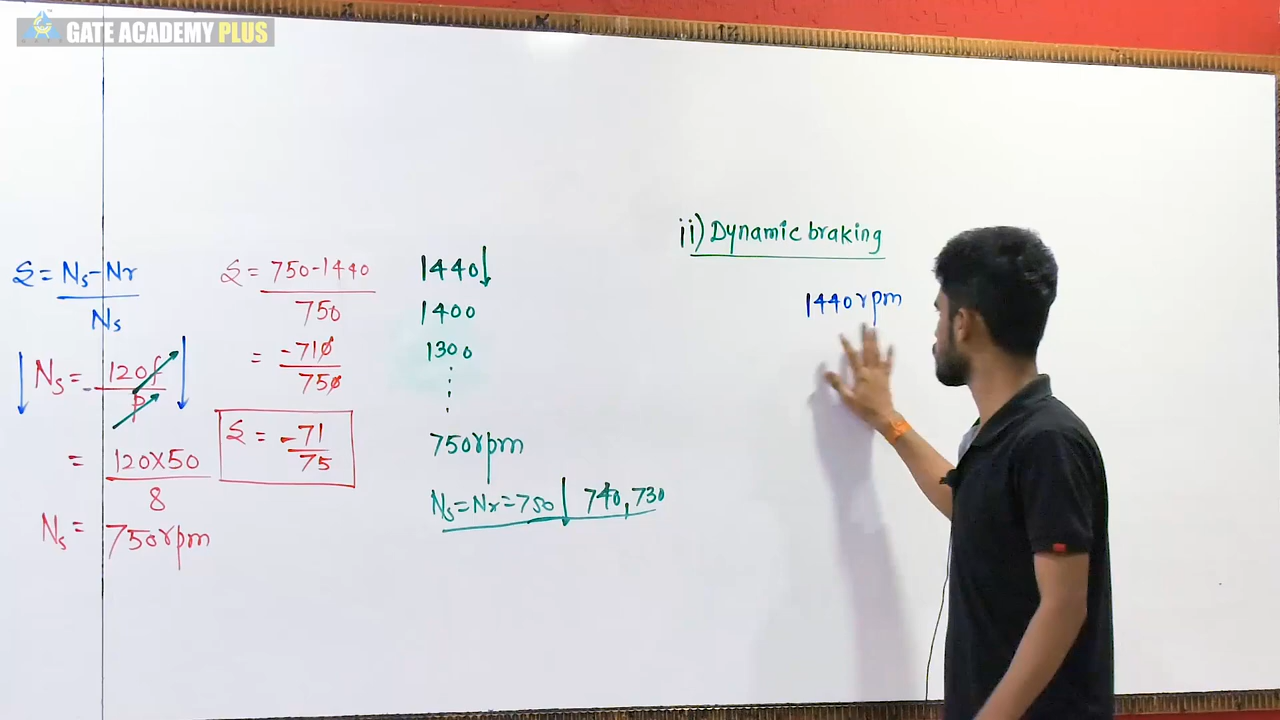 GATE ACADEMY PLUS
S = Ns-Nr
Ns
Ns = 120f
P
= 120X50
8
Ns = 750rpm
S = 750-1440
750
= -710
750
S = -71
75
1440↓
1400
1300
750rpm
Ns=Nr=750↓ 740,730
ii) Dynamic braking
1440rpm